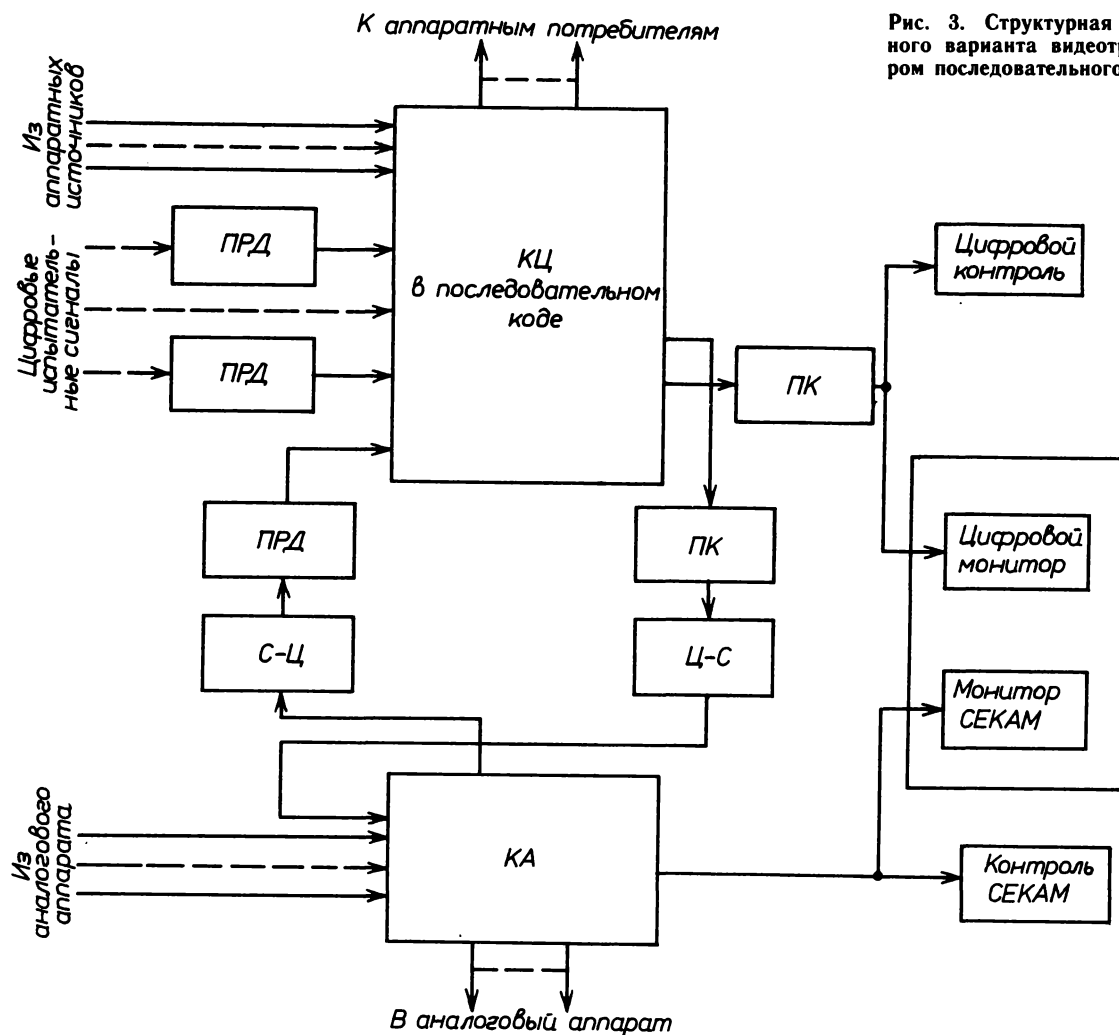 К аппаратным потребителям
Рис. 3. Структурная
ного варианта видеотр
ром последовательного
Из
аппаратных
источников
ПРД
Цифровые
испытатель-
ные сигналы
ПРД
КЦ
в последовательном
коде
Цифровой
контроль
ПК
ПРД
ПК
Цифровой
монитор
С-Ц
Ц-С
Монитор
СЕКАМ
Из
аналогового
аппарата
КА
Контроль
СЕКАМ
В аналоговый аппарат